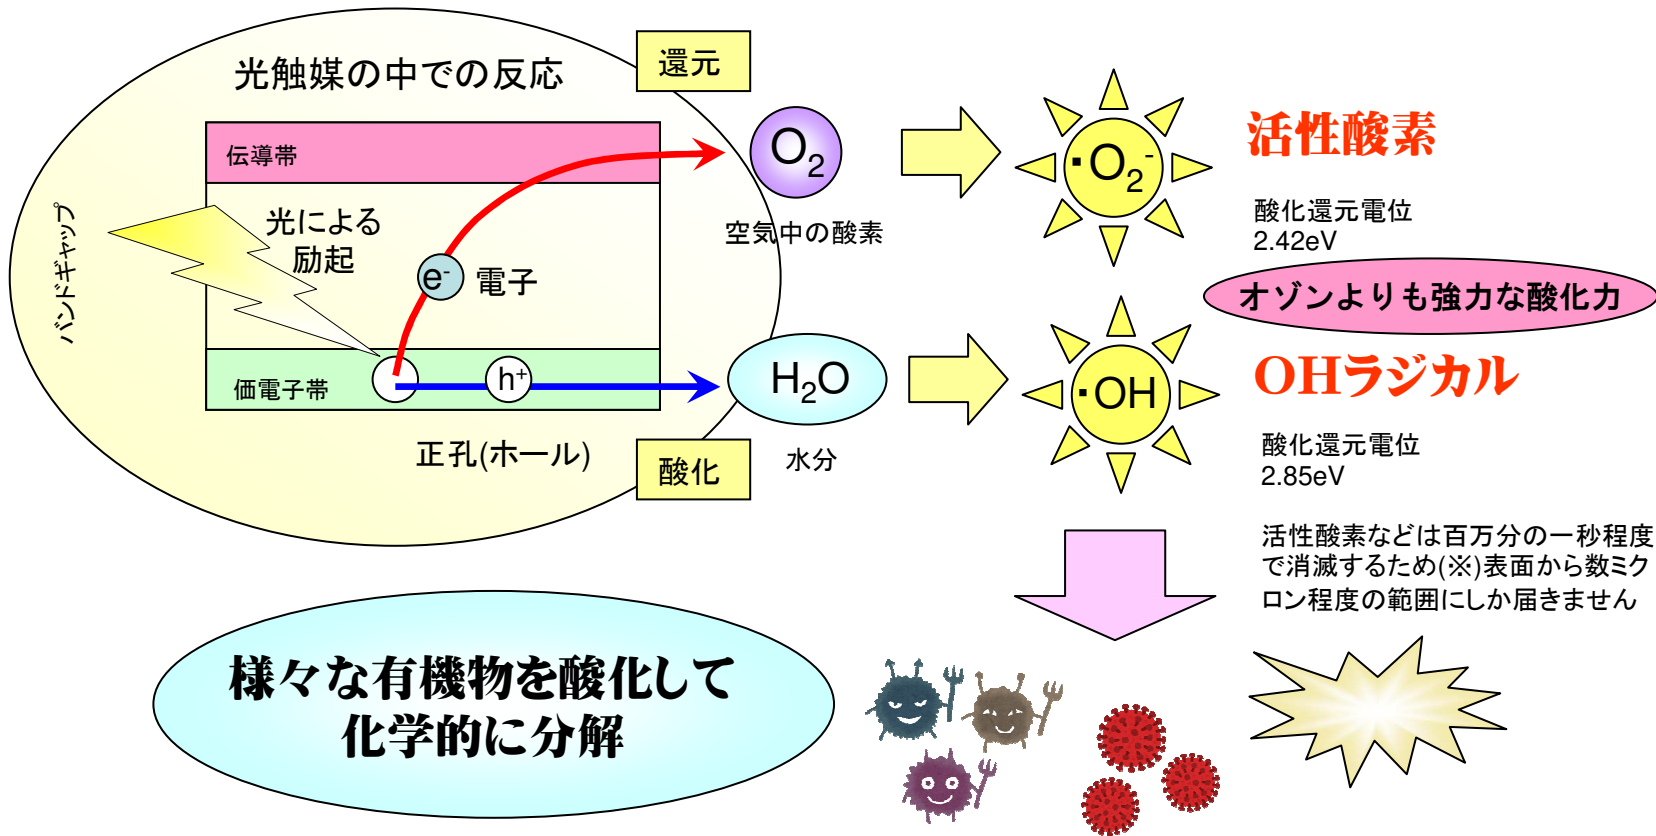 光触媒の中での反応
還元
伝導帯
バンドギャップ
光による
励起
e-
電子
価電子帯
h+
正孔(ホール)
酸化
O2
空気中の酸素
H2O
水分
・O2-
活性酸素
酸化還元電位
2.42eV
オゾンよりも強力な酸化力
・OH
OHラジカル
酸化還元電位
2.85eV
活性酸素などは百万分の一秒程度
で消滅するため(※)表面から数ミク
ロン程度の範囲にしか届きません
様々な有機物を酸化して
化学的に分解